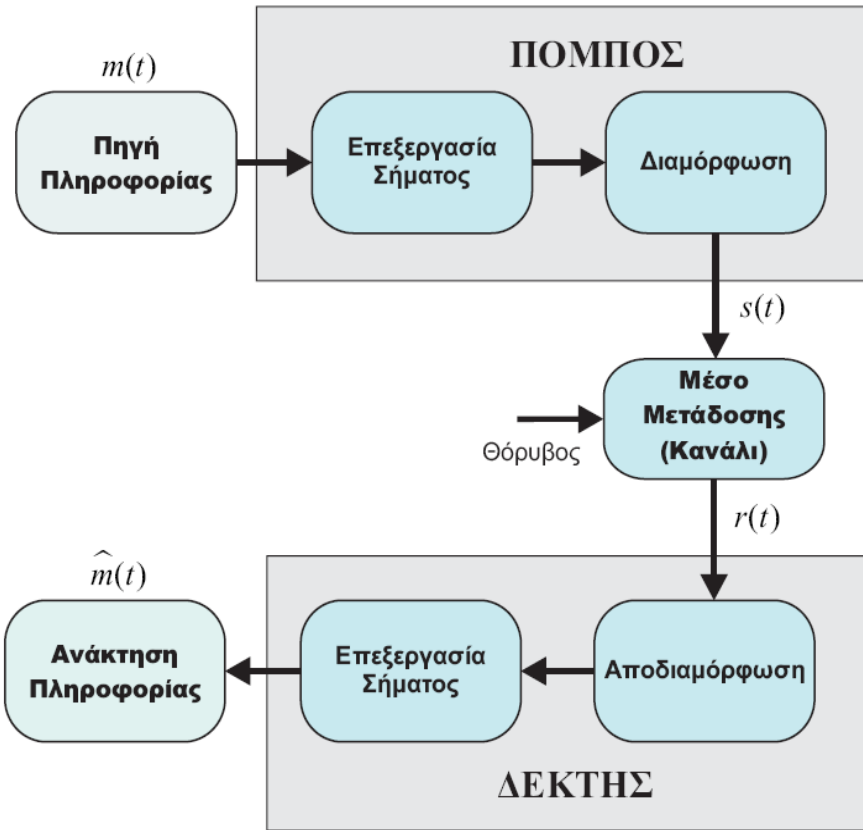 ΠΟΜΠΟΣ
m(t)
Πηγή
Πληροφορίας
Επεξεργασία
Σήματος
Διαμόρφωση
s(t)
Μέσο
Μετάδοσης
(Κανάλι)
Θόρυβος
r(t)
m̂(t)
Ανάκτηση
Πληροφορίας
Επεξεργασία
Σήματος
Αποδιαμόρφωση
ΔΕΚΤΗΣ